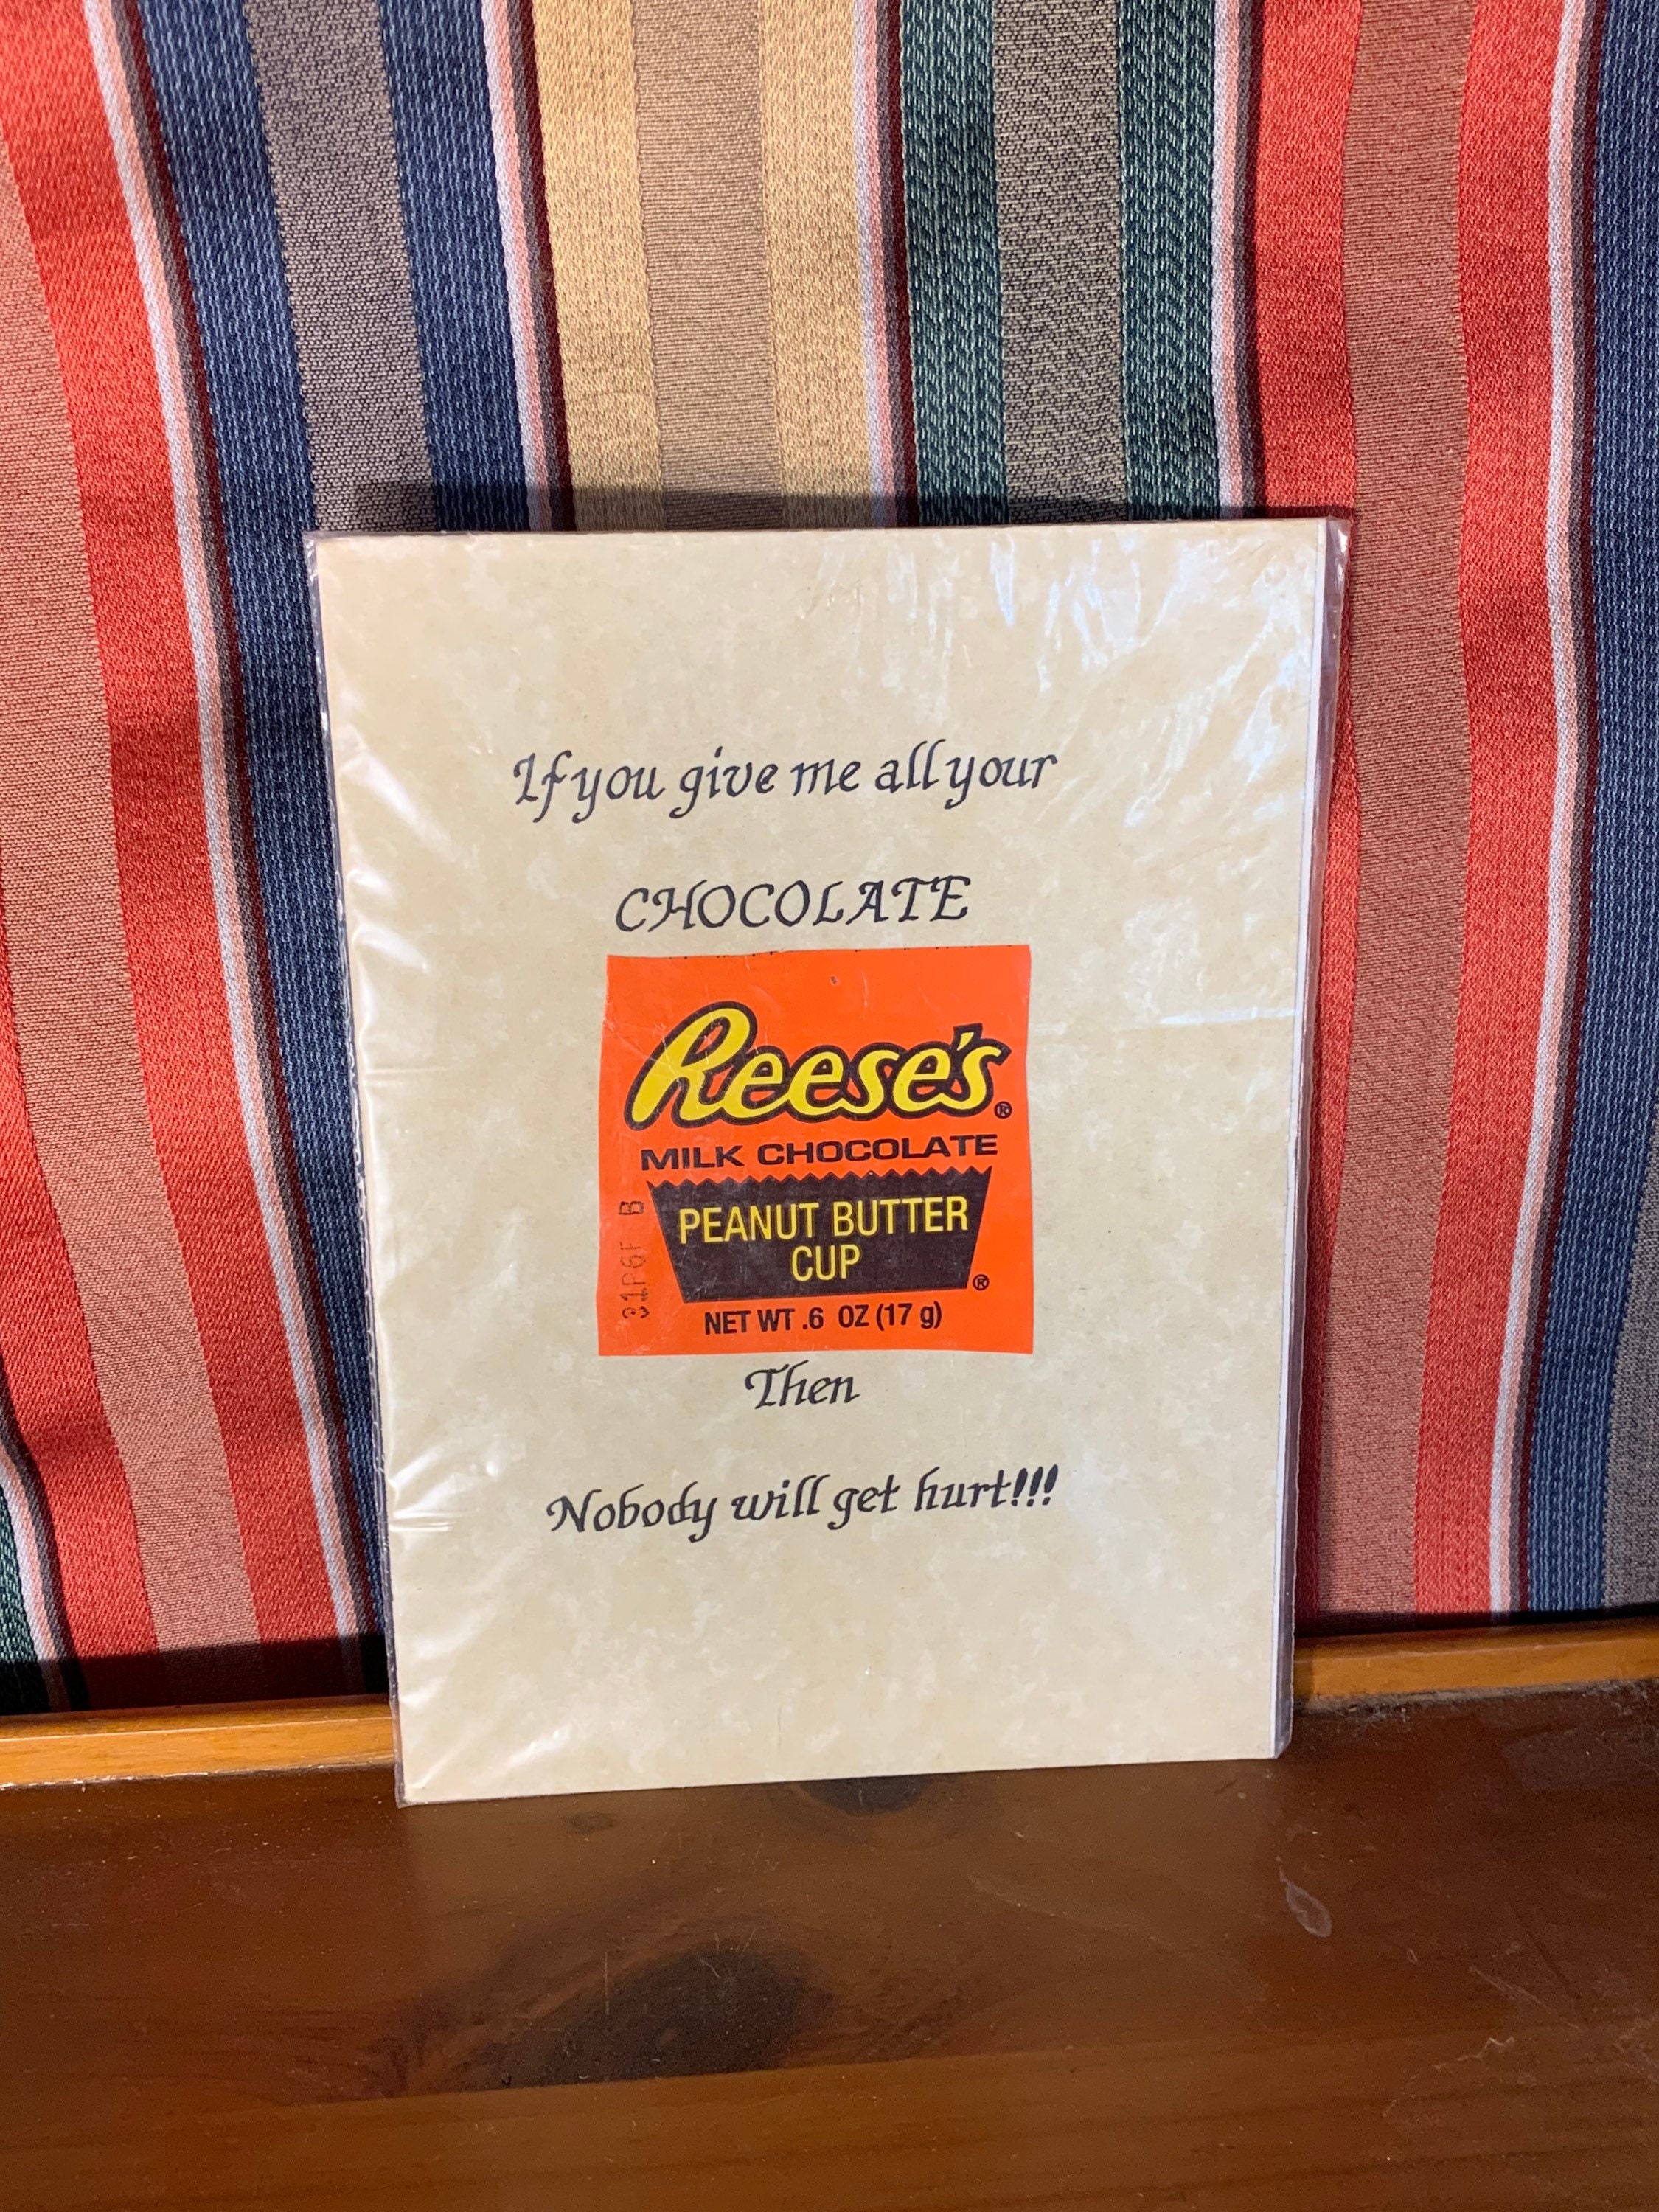 If you give me all your
CHOCOLATE
Reese's®
MILK CHOCOLATE
PEANUT BUTTER
CUP ®
NET WT .6 OZ (17 g)
Then
Nobody will get hurt!!!